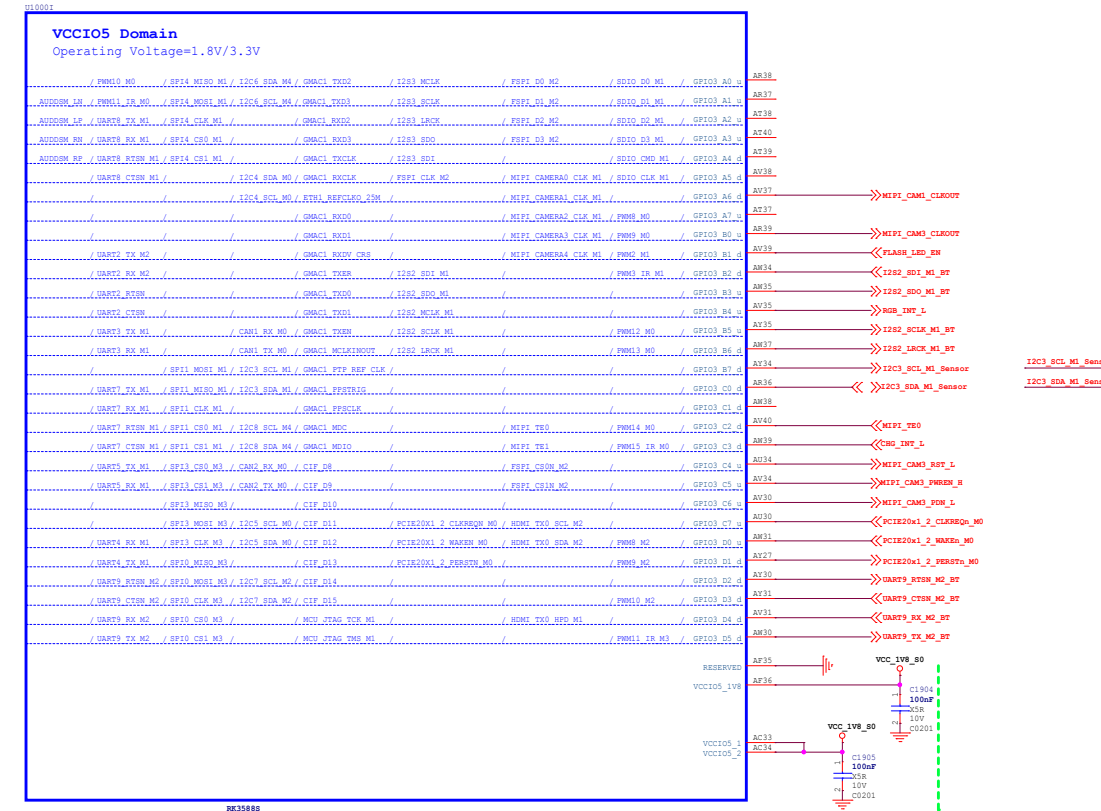 U1000I
VCCIO5 Domain
Operating Voltage=1.8V/3.3V
/ PWM10_M0 / SPI4_MISO_M1 / I2C6_SDA_M4 / GMAC1_TXD2 / I2S3_MCLK / FSPI_D0_M2 / SDIO_D0_M1 / GPIO3_A0_u AR38
AUDDSM_LN / PWM11_IR_M0 / SPI4_MOSI_M1 / I2C6_SCL_M4 / GMAC1_TXD3 / I2S3_SCLK / FSPI_D1_M2 / SDIO_D1_M1 / GPIO3_A1_u AR37
AUDDSM_LP / UART8_TX_M1 / SPI4_CLK_M1 / / GMAC1_RXD2 / I2S3_LRCK / FSPI_D2_M2 / SDIO_D2_M1 / GPIO3_A2_u AT38
AUDDSM_RN / UART8_RX_M1 / SPI4_CS0_M1 / / GMAC1_RXD3 / I2S3_SDO / FSPI_D3_M2 / SDIO_D3_M1 / GPIO3_A3_u AT40
AUDDSM_RP / UART8_RTSN_M1 / SPI4_CS1_M1 / / GMAC1_TXCLK / I2S3_SDI / / SDIO_CMD_M1 / GPIO3_A4_d AT39
/ UART8_CTSN_M1 / / I2C4_SDA_M0 / GMAC1_RXCLK / FSPI_CLK_M2 / MIPI_CAMERA0_CLK_M1 / SDIO_CLK_M1 / GPIO3_A5_d AV38
/ / / I2C4_SCL_M0 / ETH1_REFCLKO_25M / / MIPI_CAMERA1_CLK_M1 / / GPIO3_A6_d AV37 MIPI_CAM1_CLKOUT
/ / / / GMAC1_RXD0 / / MIPI_CAMERA2_CLK_M1 / PWM8_M0 / GPIO3_A7_u AT37
/ / / / GMAC1_RXD1 / / MIPI_CAMERA3_CLK_M1 / PWM9_M0 / GPIO3_B0_u AR39 MIPI_CAM3_CLKOUT
/ UART2_TX_M2 / / / GMAC1_RXDV_CRS / / MIPI_CAMERA4_CLK_M1 / PWM2_M1 / GPIO3_B1_d AV39 FLASH_LED_EN
/ UART2_RX_M2 / / / GMAC1_TXER / I2S2_SDI_M1 / / PWM3_IR_M1 / GPIO3_B2_d AW34 I2S2_SDI_M1_BT
/ UART2_RTSN / / / GMAC1_TXD0 / I2S2_SDO_M1 / / / GPIO3_B3_u AW35 I2S2_SDO_M1_BT
/ UART2_CTSN / / / GMAC1_TXD1 / I2S2_MCLK_M1 / / / GPIO3_B4_u AV35 RGB_INT_L
/ UART3_TX_M1 / / CAN1_RX_M0 / GMAC1_TXEN / I2S2_SCLK_M1 / / PWM12_M0 / GPIO3_B5_u AY35 I2S2_SCLK_M1_BT
/ UART3_RX_M1 / / CAN1_TX_M0 / GMAC1_MCLKINOUT / I2S2_LRCK_M1 / / PWM13_M0 / GPIO3_B6_d AW37 I2S2_LRCK_M1_BT
/ / SPI1_MOSI_M1 / I2C3_SCL_M1 / GMAC1_PTP_REF_CLK / / / / GPIO3_B7_d AY34 I2C3_SCL_M1_Sensor I2C3_SCL_M1_Sens
/ UART7_TX_M1 / SPI1_MISO_M1 / I2C3_SDA_M1 / GMAC1_PPSTRIG / / / / GPIO3_C0_d AR36 I2C3_SDA_M1_Sensor I2C3_SDA_M1_Sens
/ UART7_RX_M1 / SPI1_CLK_M1 / / GMAC1_PPSCLK / / / / GPIO3_C1_d AW38
/ UART7_RTSN_M1 / SPI1_CS0_M1 / I2C8_SCL_M4 / GMAC1_MDC / / MIPI_TE0 / PWM14_M0 / GPIO3_C2_d AV40 MIPI_TE0
/ UART7_CTSN_M1 / SPI1_CS1_M1 / I2C8_SDA_M4 / GMAC1_MDIO / / MIPI_TE1 / PWM15_IR_M0 / GPIO3_C3_d AW39 CHG_INT_L
/ UART5_TX_M1 / SPI3_CS0_M3 / CAN2_RX_M0 / CIF_D8 / / FSPI_CS0N_M2 / / GPIO3_C4_u AU34 MIPI_CAM3_RST_L
/ UART5_RX_M1 / SPI3_CS1_M3 / CAN2_TX_M0 / CIF_D9 / / FSPI_CS1N_M2 / / GPIO3_C5_u AV34 MIPI_CAM3_PWREN_H
/ / SPI3_MISO_M3 / / CIF_D10 / / / / GPIO3_C6_u AV30 MIPI_CAM3_PDN_L
/ / SPI3_MOSI_M3 / I2C5_SCL_M0 / CIF_D11 / PCIE20X1_2_CLKREQN_M0 / HDMI_TX0_SCL_M2 / / GPIO3_C7_u AU30 PCIE20x1_2_CLKREQn_M0
/ UART4_RX_M1 / SPI3_CLK_M3 / I2C5_SDA_M0 / CIF_D12 / PCIE20X1_2_WAKEN_M0 / HDMI_TX0_SDA_M2 / PWM8_M2 / GPIO3_D0_u AW31 PCIE20x1_2_WAKEn_M0
/ UART4_TX_M1 / SPI0_MISO_M3 / / CIF_D13 / PCIE20X1_2_PERSTN_M0 / / PWM9_M2 / GPIO3_D1_d AY27 PCIE20x1_2_PERSTn_M0
/ UART9_RTSN_M2 / SPI0_MOSI_M3 / I2C7_SCL_M2 / CIF_D14 / / / / GPIO3_D2_d AY30 UART9_RTSN_M2_BT
/ UART9_CTSN_M2 / SPI0_CLK_M3 / I2C7_SDA_M2 / CIF_D15 / / / PWM10_M2 / GPIO3_D3_d AY31 UART9_CTSN_M2_BT
/ UART9_RX_M2 / SPI0_CS0_M3 / / MCU_JTAG_TCK_M1 / / HDMI_TX0_HPD_M1 / / GPIO3_D4_d AV31 UART9_RX_M2_BT
/ UART9_TX_M2 / SPI0_CS1_M3 / / MCU_JTAG_TMS_M1 / / / PWM11_IR_M3 / GPIO3_D5_d AW30 UART9_TX_M2_BT
RESERVED AF35 VCC_1V8_S0
VCCIO5_1V8 AF36
1 C1904
100nF
X5R
2 10V
C0201
VCC_1V8_S0
VCCIO5_1 AC33
VCCIO5_2 AC34
1 C1905
100nF
X5R
2 10V
C0201
RK3588S